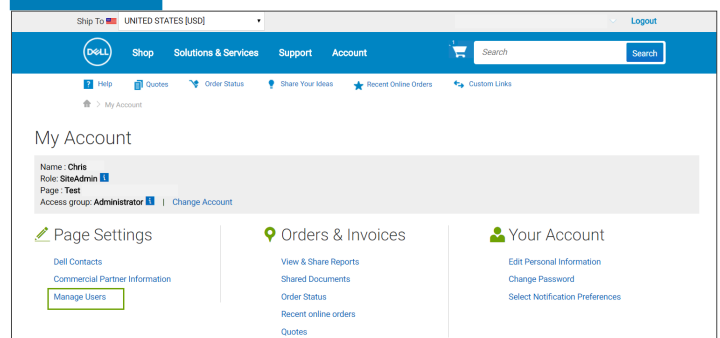 Ship To UNITED STATES [USD] Logout
DELL Shop Solutions & Services Support Account Search Search
? Help Quotes Order Status Share Your Ideas Recent Online Orders Custom Links
> My Account
My Account
Name : Chris
Role: SiteAdmin i
Page : Test
Access group: Administrator i | Change Account
Page Settings
Dell Contacts
Commercial Partner Information
Manage Users
Orders & Invoices
View & Share Reports
Shared Documents
Order Status
Recent online orders
Quotes
Your Account
Edit Personal Information
Change Password
Select Notification Preferences